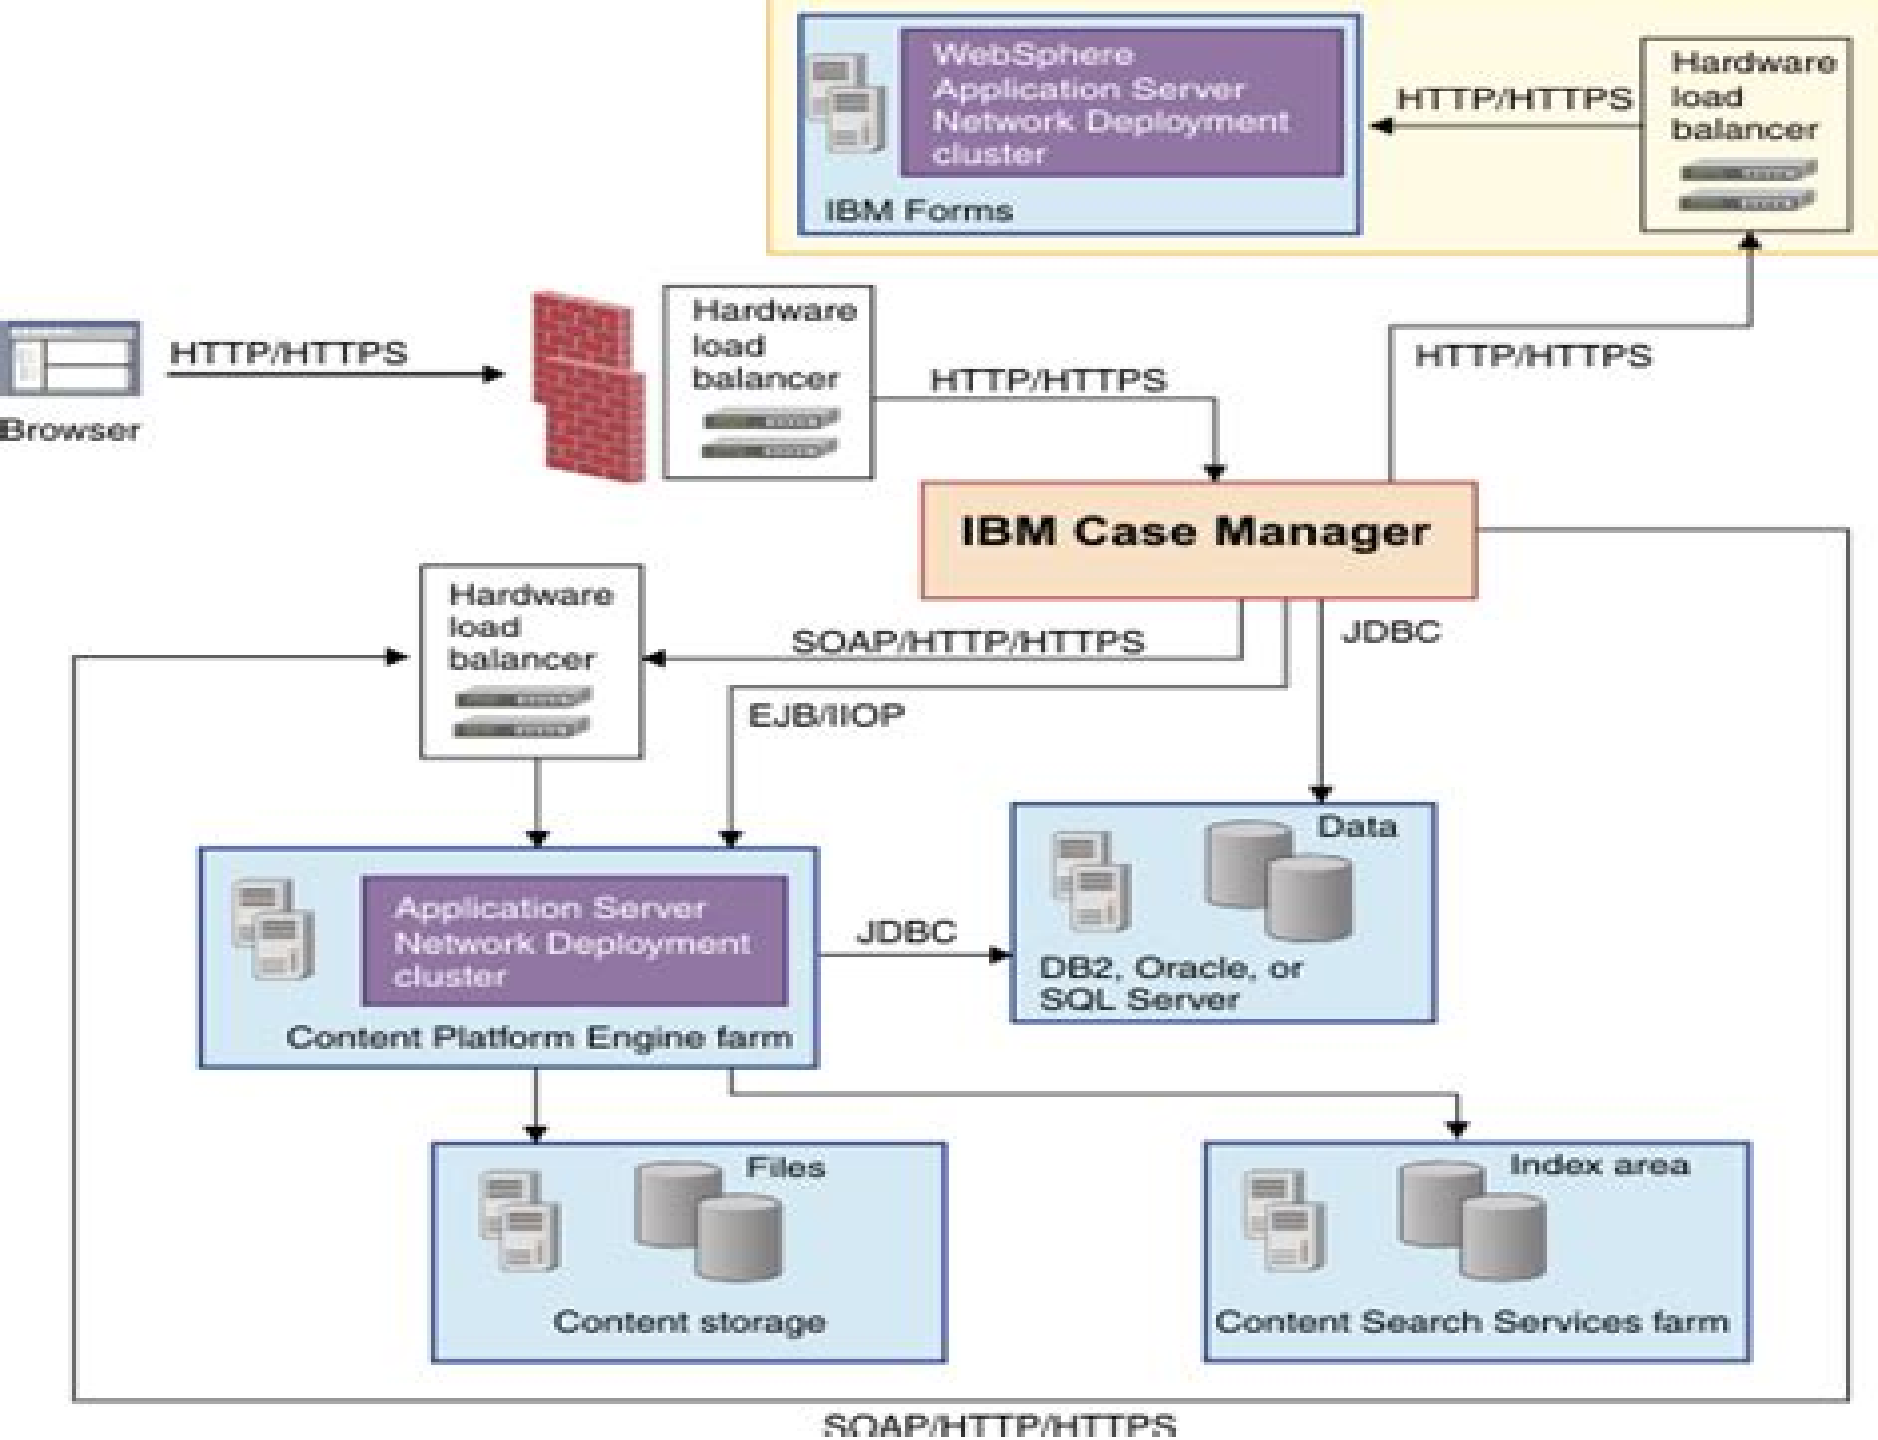 WebSphere
Application Server
Network Deployment
cluster
IBM Forms
HTTP/HTTPS
Hardware
load
balancer
Browser
HTTP/HTTPS
Hardware
load
balancer
HTTP/HTTPS
HTTP/HTTPS
IBM Case Manager
Hardware
load
balancer
SOAP/HTTP/HTTPS
EJB/IIOP
JDBC
Application Server
Network Deployment
cluster
Content Platform Engine farm
JDBC
Data
DB2, Oracle, or
SQL Server
Files
Content storage
Index area
Content Search Services farm
SOAP/HTTP/HTTPS